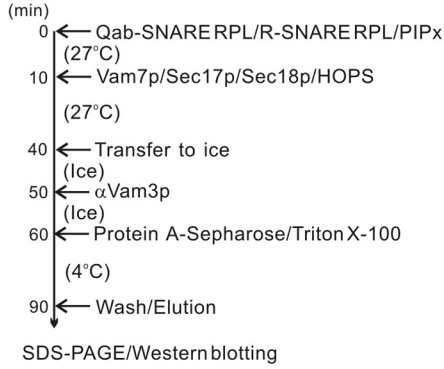 (min)
0 Qab-SNARE RPL/R-SNARE RPL/PIPx
(27°C)
10 Vam7p/Sec17p/Sec18p/HOPS
(27°C)
40 Transfer to ice
(Ice)
50 αVam3p
(Ice)
60 Protein A-Sepharose/Triton X-100
(4°C)
90 Wash/Elution
SDS-PAGE/Western blotting